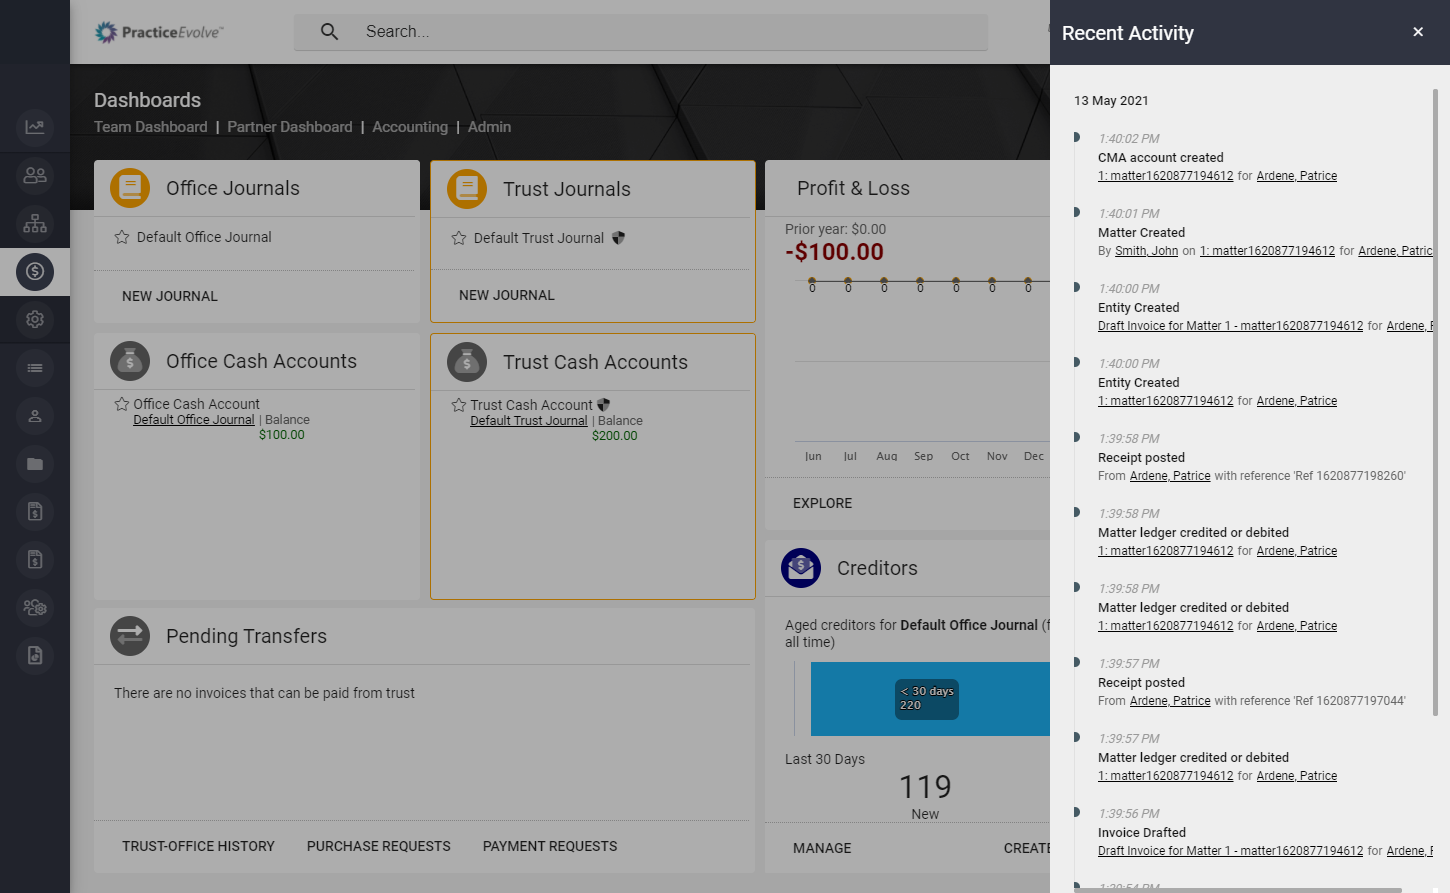 PracticeEvolve™
Search...
Dashboards
Team Dashboard | Partner Dashboard | Accounting | Admin
Office Journals
Default Office Journal
NEW JOURNAL
Trust Journals
Default Trust Journal
NEW JOURNAL
Office Cash Accounts
Office Cash Account
Default Office Journal | Balance
$100.00
Trust Cash Accounts
Trust Cash Account
Default Trust Journal | Balance
$200.00
Pending Transfers
There are no invoices that can be paid from trust
TRUST-OFFICE HISTORY PURCHASE REQUESTS PAYMENT REQUESTS
Profit & Loss
Prior year: $0.00
-$100.00
0 0 0 0 0 0 0
Jun Jul Aug Sep Oct Nov Dec
EXPLORE
Creditors
Aged creditors for Default Office Journal (f
all time)
< 30 days
220
Last 30 Days
119
New
MANAGE CREATE
Recent Activity
×
13 May 2021
1:40:02 PM
CMA account created
1: matter1620877194612 for Ardene, Patrice
1:40:01 PM
Matter Created
By Smith, John on 1: matter1620877194612 for Ardene, Patric
1:40:00 PM
Entity Created
Draft Invoice for Matter 1 - matter1620877194612 for Ardene,
1:40:00 PM
Entity Created
1: matter1620877194612 for Ardene, Patrice
1:39:58 PM
Receipt posted
From Ardene, Patrice with reference 'Ref 1620877198260'
1:39:58 PM
Matter ledger credited or debited
1: matter1620877194612 for Ardene, Patrice
1:39:58 PM
Matter ledger credited or debited
1: matter1620877194612 for Ardene, Patrice
1:39:57 PM
Receipt posted
From Ardene, Patrice with reference 'Ref 1620877197044'
1:39:57 PM
Matter ledger credited or debited
1: matter1620877194612 for Ardene, Patrice
1:39:56 PM
Invoice Drafted
Draft Invoice for Matter 1 - matter1620877194612 for Ardene,